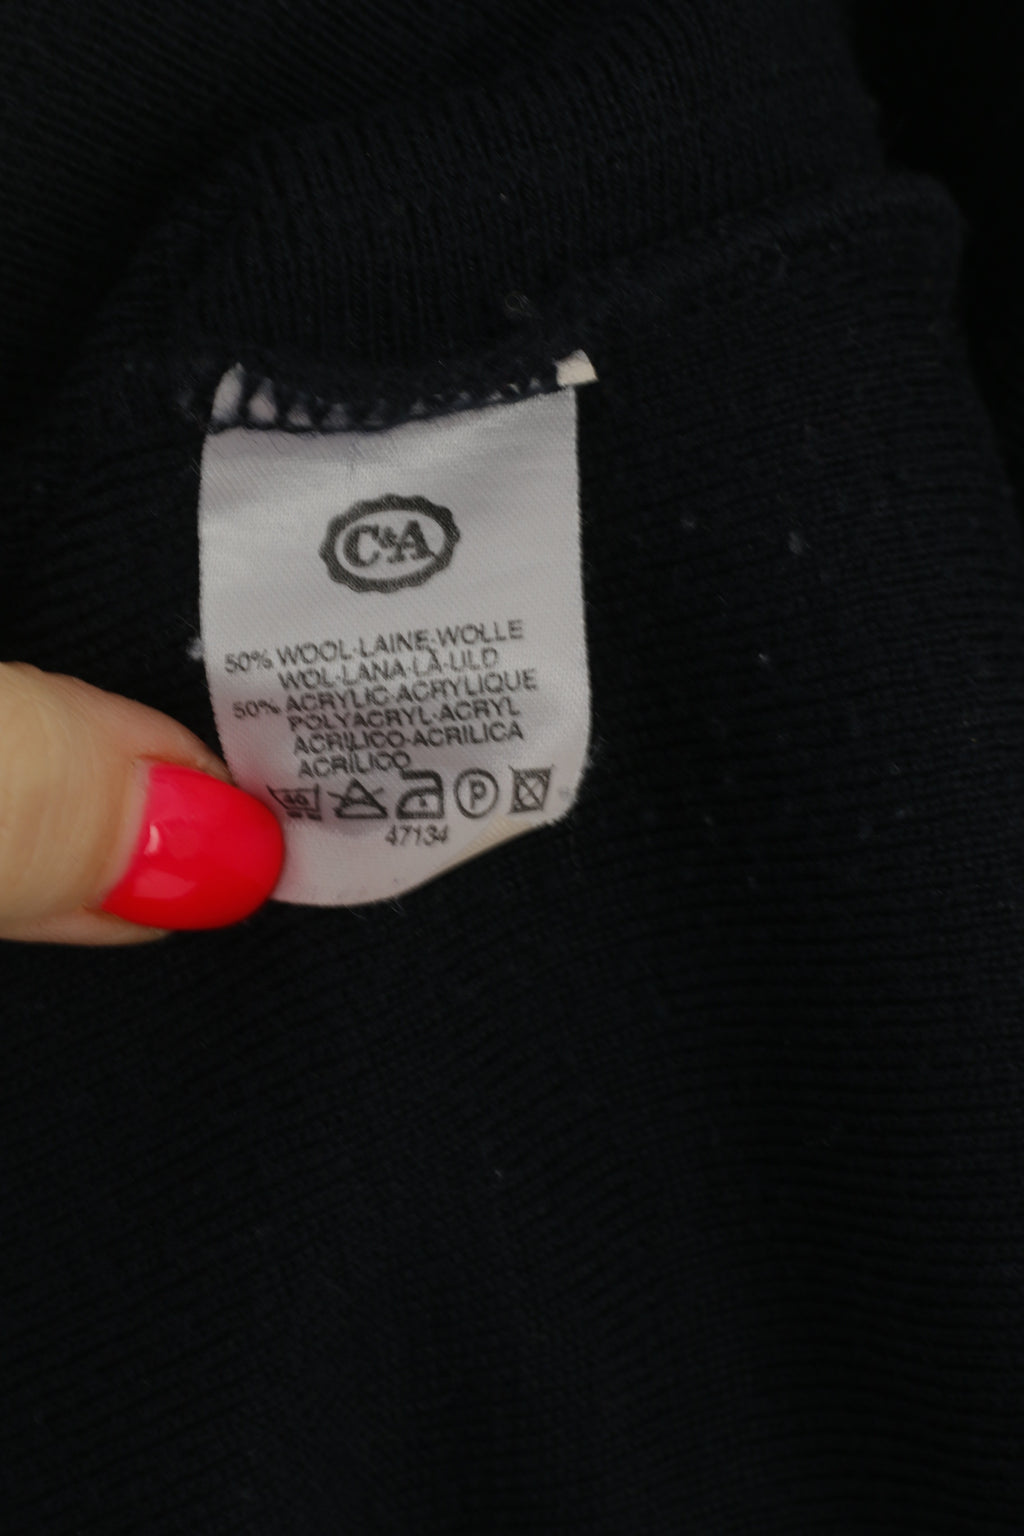 C&A
50% WOOL-LAINE-WOLLE
WOL-LANA-LÃ-ULD
50% ACRYLIC-ACRYLIQUE
POLYACRYL-ACRYL
ACRILICO-ACRILICA
ACRÍLICO
P
47134